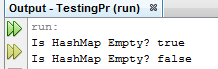 Output - TestingPr (run)
run:
Is HashMap Empty? true
Is HashMap Empty? false